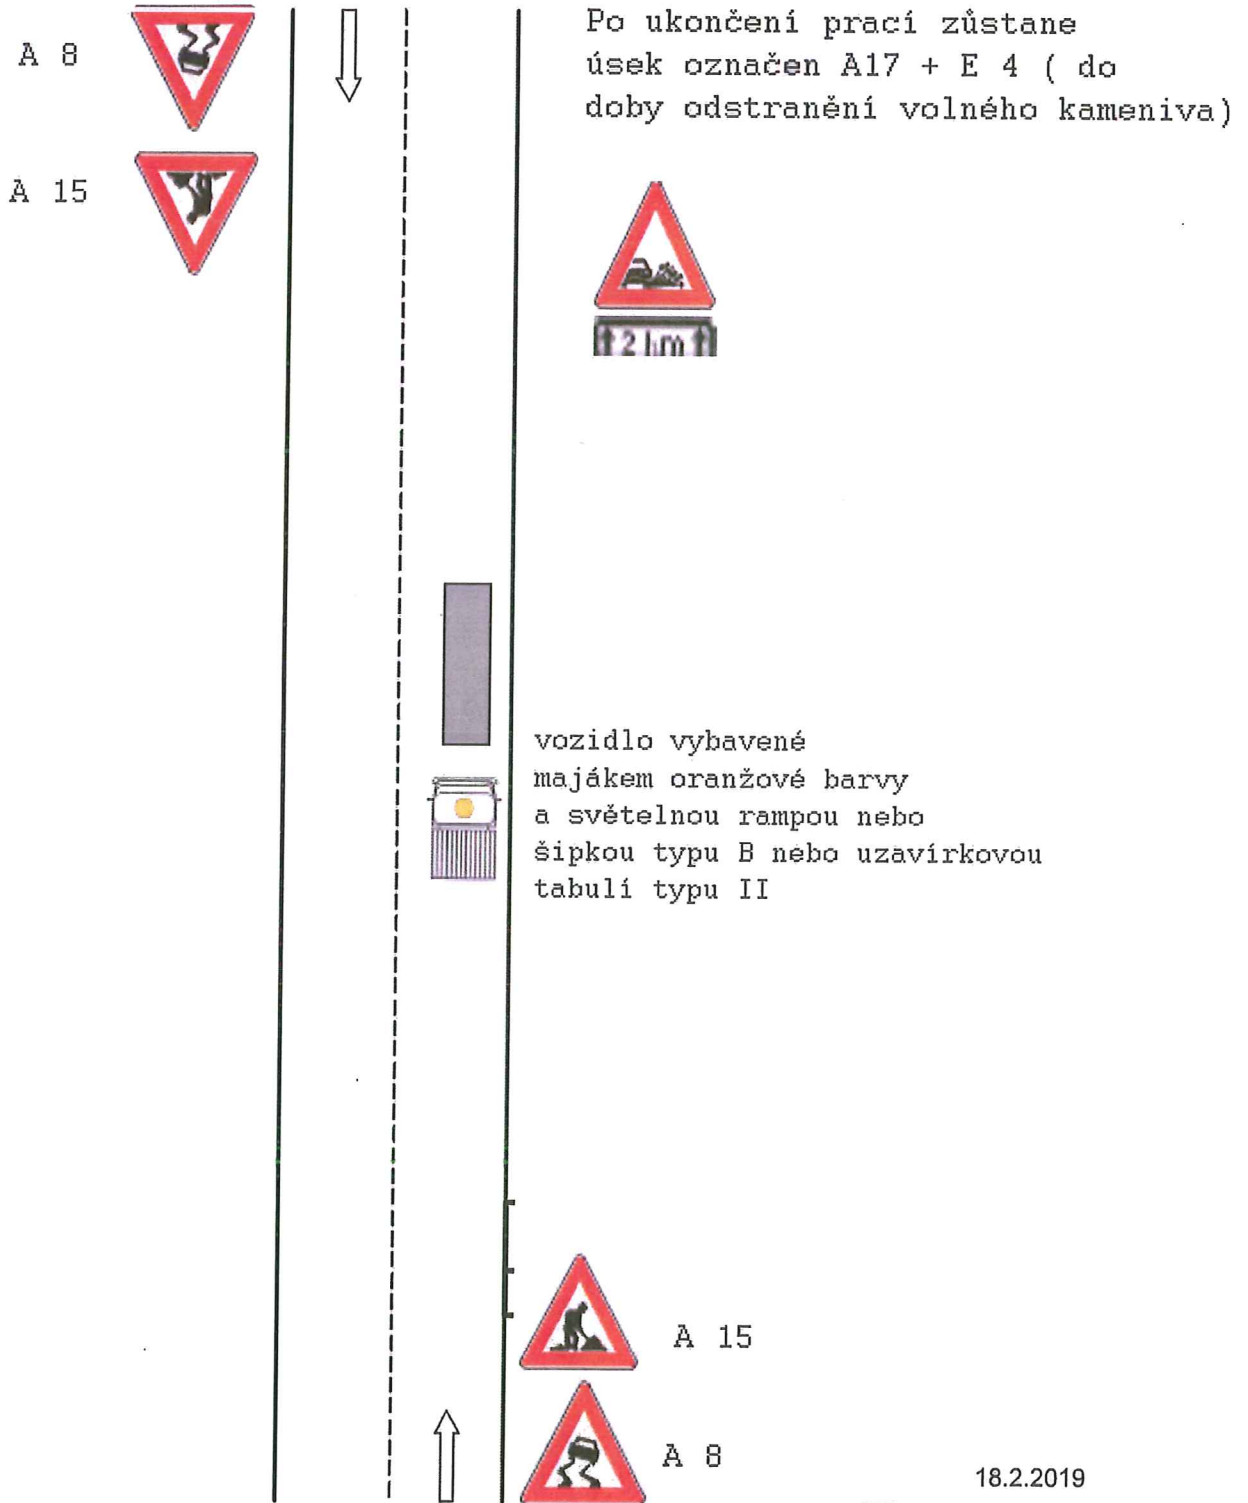 A 8
Po ukončení prací zůstane
úsek označen A17 + E 4 ( do
doby odstranění volného kameniva)
A 15
2 km
vozidlo vybavené
majákem oranžové barvy
a světelnou rampou nebo
šipkou typu B nebo uzavírkovou
tabulí typu II
A 15
A 8
18.2.2019